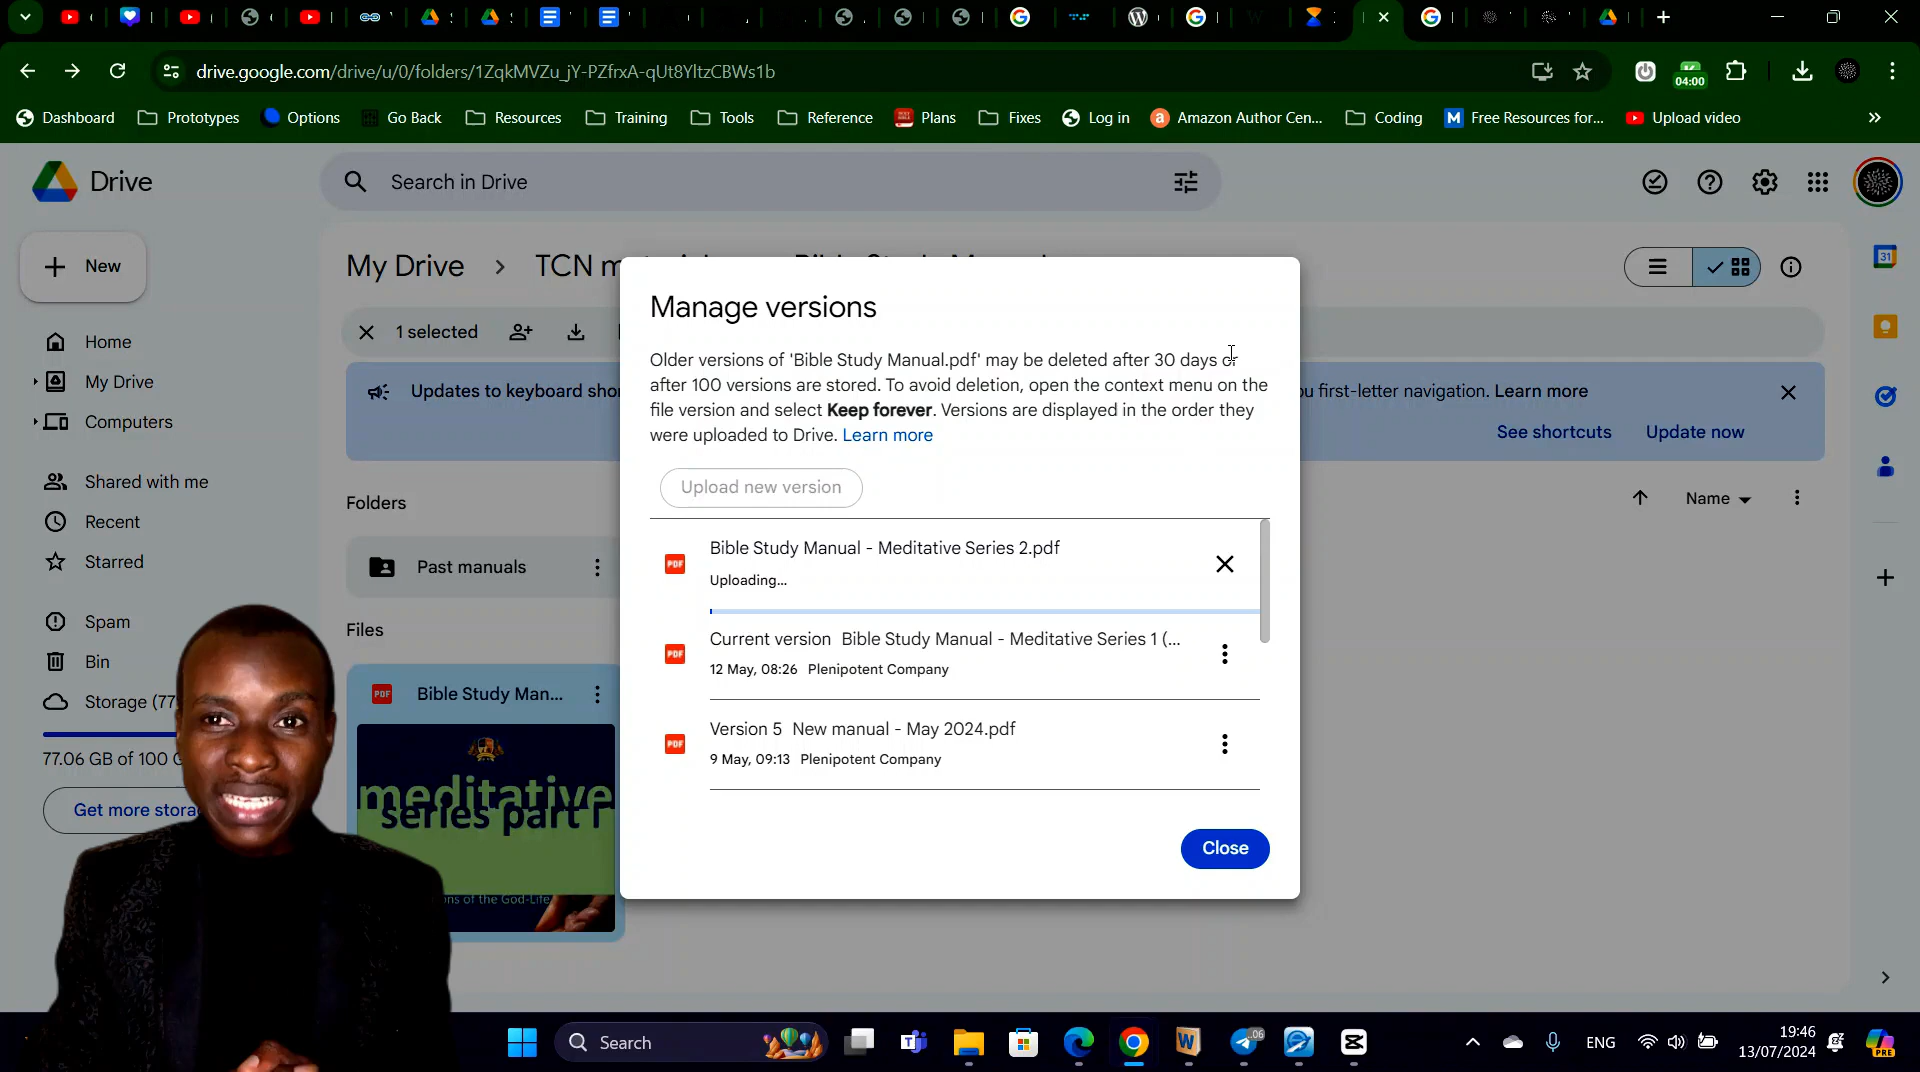 drive.google.com/drive/u/0/folders/1ZqkMVZu_jY-PZfrxA-qUt8YltzCBWs1b
04:00
Dashboard Prototypes Options Go Back Resources Training Tools Reference Plans Fixes Log in Amazon Author Cen... Coding Free Resources for... Upload video
Drive
Search in Drive
New
My Drive > TCN
1 selected
Updates to keyboard
first-letter navigation. Learn more
See shortcuts Update now
Home
My Drive
Computers
Shared with me
Recent
Starred
Spam
Bin
Storage (77
77.06 GB of 100 G
Get more
Folders
Name
Past manuals
Files
Bible Study Man...
meditative
series part I
ns of the God-Life.
Manage versions
Older versions of 'Bible Study Manual.pdf' may be deleted after 30 days or
after 100 versions are stored. To avoid deletion, open the context menu on the
file version and select Keep forever. Versions are displayed in the order they
were uploaded to Drive. Learn more
Upload new version
PDF Bible Study Manual - Meditative Series 2.pdf
Uploading...
PDF Current version Bible Study Manual - Meditative Series 1 (...
12 May, 08:26 Plenipotent Company
PDF Version 5 New manual - May 2024.pdf
9 May, 09:13 Plenipotent Company
Close
Search
ENG
19:46
13/07/2024